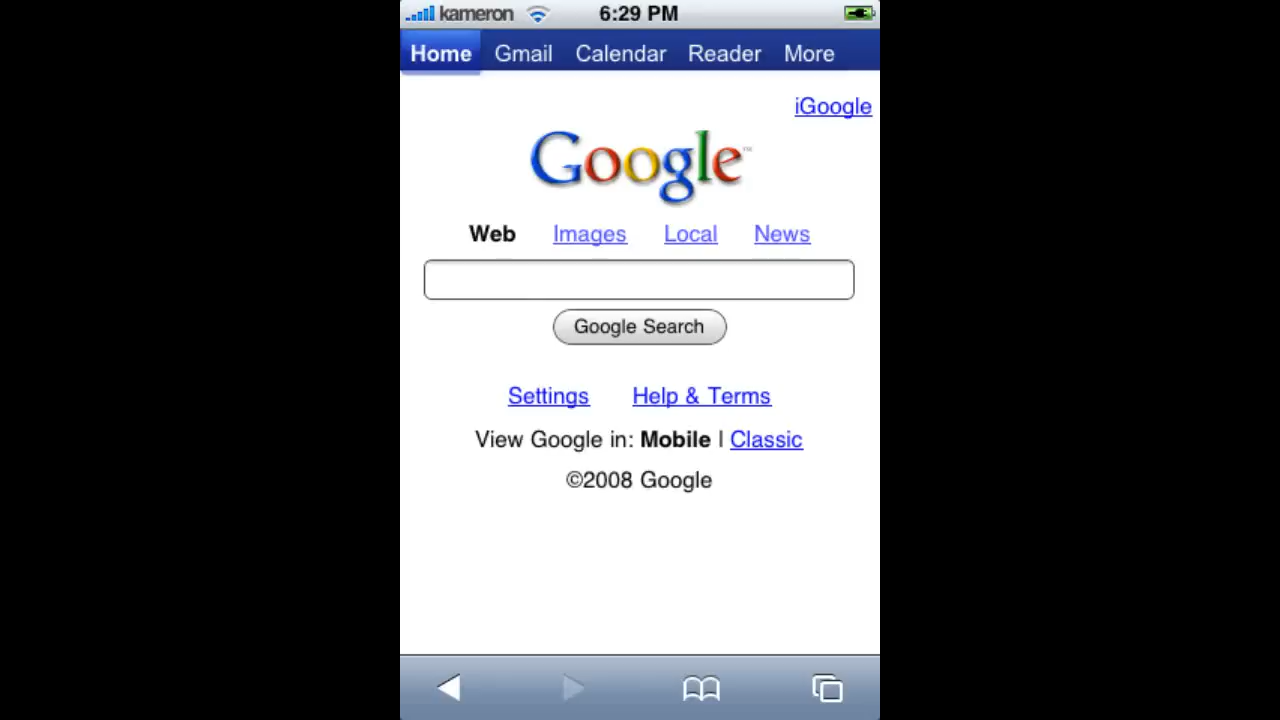 kameron 6:29 PM
Home Gmail Calendar Reader More
iGoogle
Google™
Web Images Local News
Google Search
Settings Help & Terms
View Google in: Mobile | Classic
©2008 Google